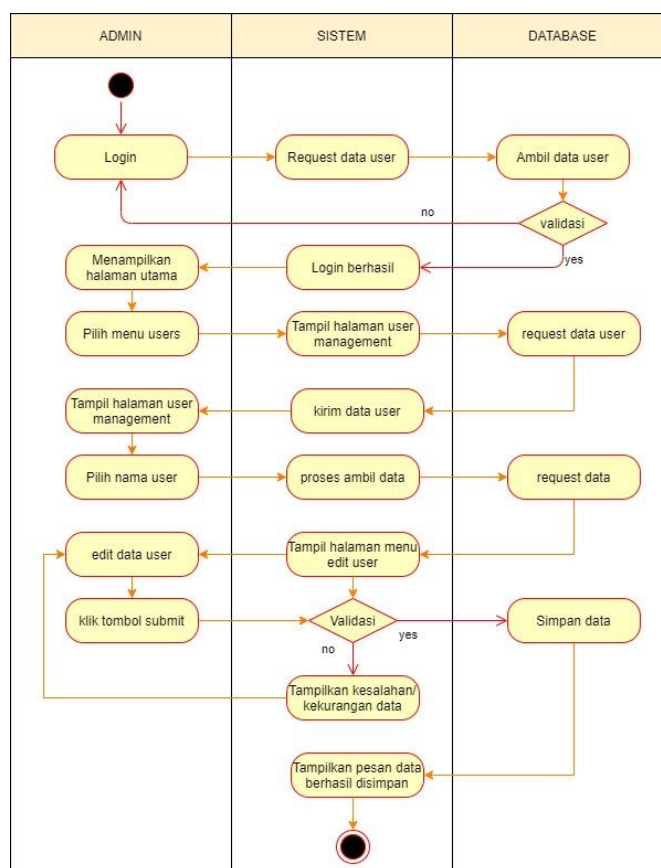 ADMIN
SISTEM
DATABASE
Login
Request data user
Ambil data user
no
validasi
yes
Menampilkan
halaman utama
Login berhasil
Pilih menu users
Tampil halaman user
management
request data user
Tampil halaman user
management
kirim data user
Pilih nama user
proses ambil data
request data
edit data user
Tampil halaman menu
edit user
klik tombol submit
Validasi
yes
Simpan data
no
Tampilkan kesalahan/
kekurangan data
Tampilkan pesan data
berhasil disimpan